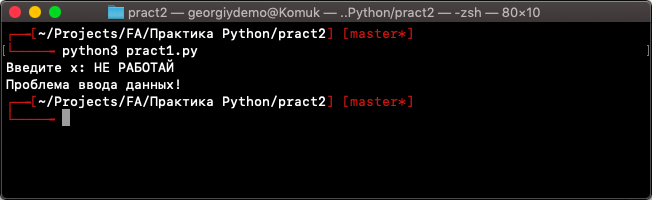 pract2 — georgiydemo@Komuk — ..Python/pract2 — -zsh — 80×10
[~/Projects/FA/Практика Python/pract2] [master*]
python3 pract1.py
Введите x: НЕ РАБОТАЙ
Проблема ввода данных!
[~/Projects/FA/Практика Python/pract2] [master*]